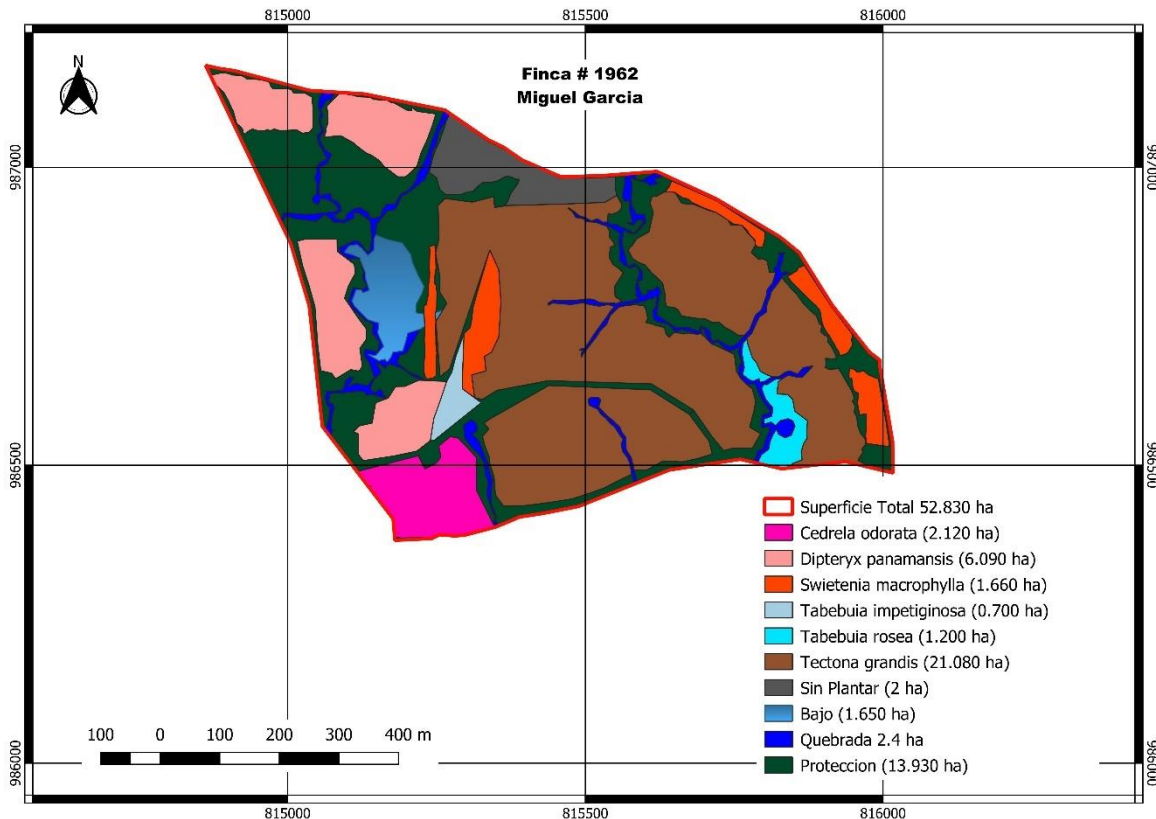 815000 815500 816000
N
Finca # 1962
Miguel Garcia
987000 987000
986500 986500
Superficie Total 52.830 ha
Cedrela odorata (2.120 ha)
Dipteryx panamansis (6.090 ha)
Swietenia macrophylla (1.660 ha)
Tabebuia impetiginosa (0.700 ha)
Tabebuia rosea (1.200 ha)
Tectona grandis (21.080 ha)
Sin Plantar (2 ha)
Bajo (1.650 ha)
Quebrada 2.4 ha
Proteccion (13.930 ha)
100 0 100 200 300 400 m
986000 986000
815000 815500 816000